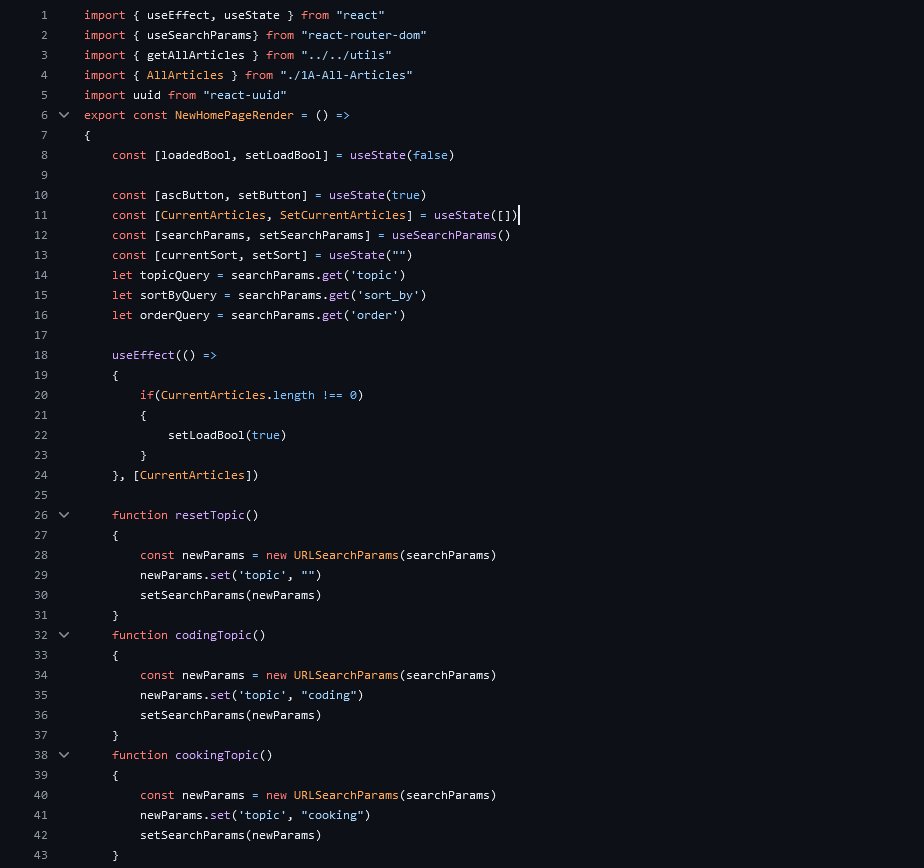 1 import { useEffect, useState } from "react"
2 import { useSearchParams} from "react-router-dom"
3 import { getAllArticles } from "../../utils"
4 import { AllArticles } from "./1A-All-Articles"
5 import uuid from "react-uuid"
6 export const NewHomePageRender = () =>
7 {
8     const [loadedBool, setLoadBool] = useState(false)
9
10     const [ascButton, setButton] = useState(true)
11     const [CurrentArticles, SetCurrentArticles] = useState([])
12     const [searchParams, setSearchParams] = useSearchParams()
13     const [currentSort, setSort] = useState("")
14     let topicQuery = searchParams.get('topic')
15     let sortByQuery = searchParams.get('sort_by')
16     let orderQuery = searchParams.get('order')
17
18     useEffect(() =>
19     {
20         if(CurrentArticles.length !== 0)
21         {
22             setLoadBool(true)
23         }
24     }, [CurrentArticles])
25
26     function resetTopic()
27     {
28         const newParams = new URLSearchParams(searchParams)
29         newParams.set('topic', "")
30         setSearchParams(newParams)
31     }
32     function codingTopic()
33     {
34         const newParams = new URLSearchParams(searchParams)
35         newParams.set('topic', "coding")
36         setSearchParams(newParams)
37     }
38     function cookingTopic()
39     {
40         const newParams = new URLSearchParams(searchParams)
41         newParams.set('topic', "cooking")
42         setSearchParams(newParams)
43     }